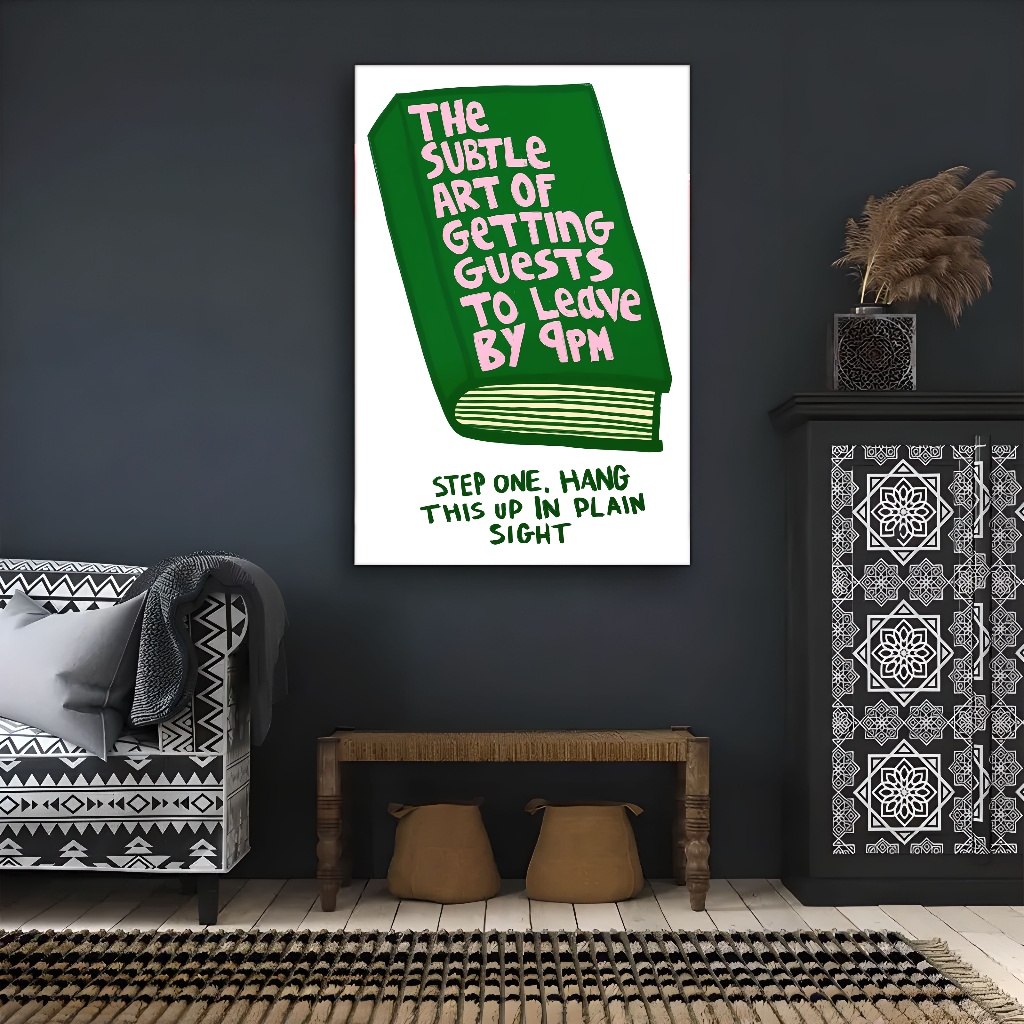 THe
SUBTLe
ART OF
GeTTInG
GUeSTS
TO Leave
BY 9PM
STEP ONE. HANG
THIS UP IN PLAIN
SIGHT